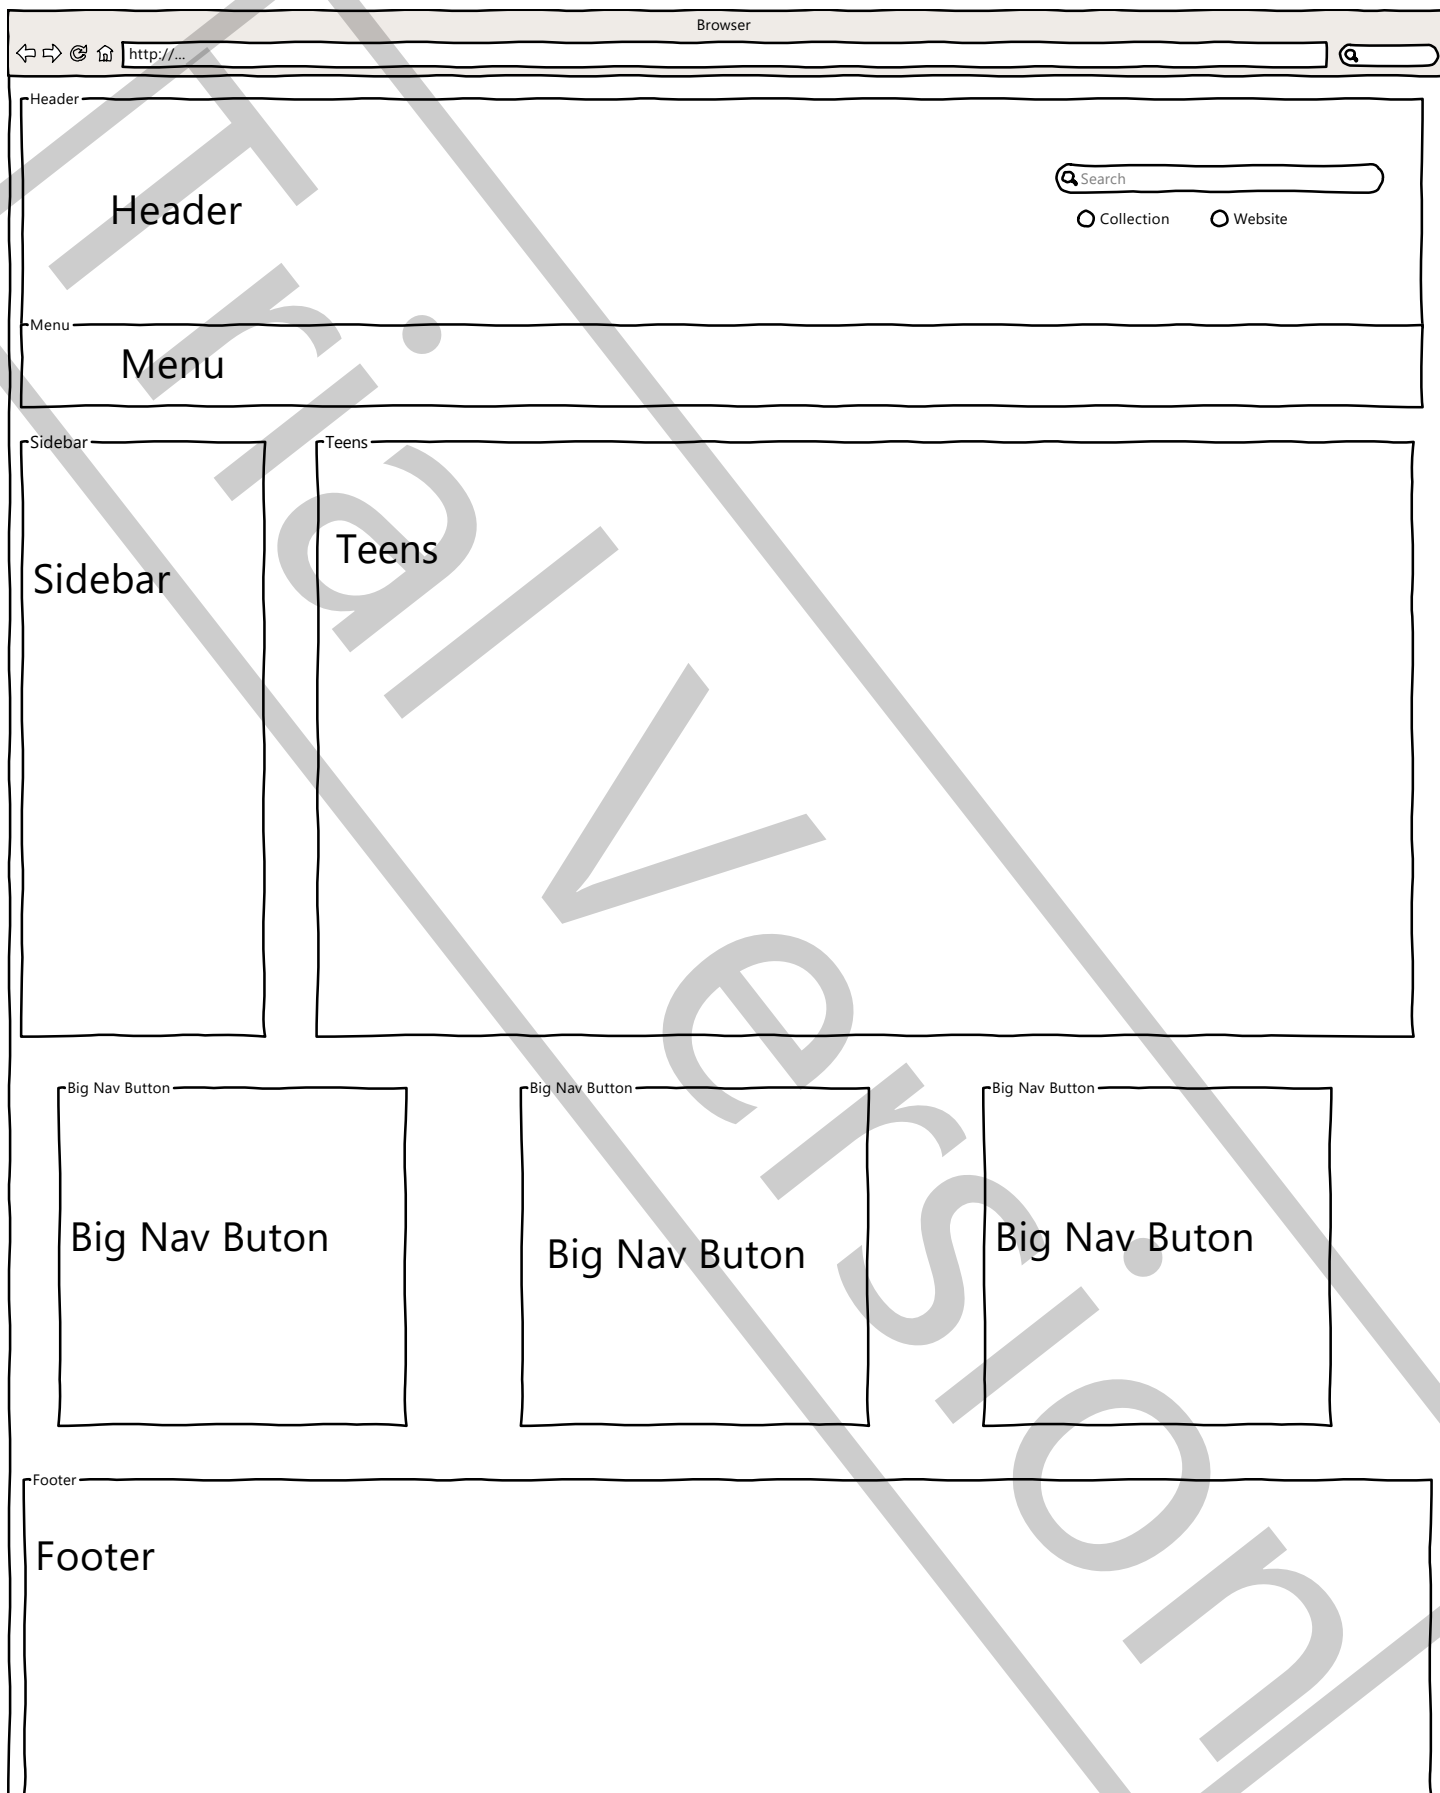 Browser
http://...
Header
Header
Search
Collection Website
Menu
Menu
Sidebar
Teens
Teens
Sidebar
Big Nav Button Big Nav Button Big Nav Button
Big Nav Buton Big Nav Buton Big Nav Buton
Footer
Footer
Trial Version